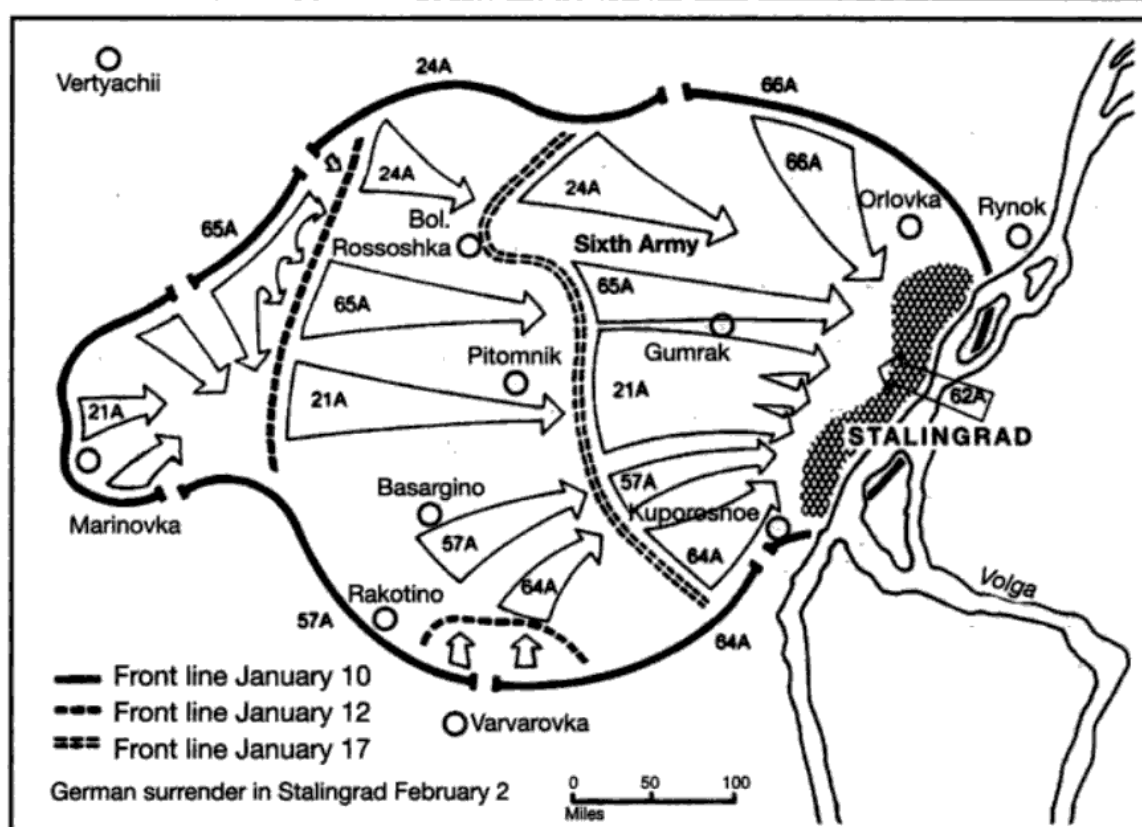 24A
66A
Vertyachii
66A
24A
24A
Orlovka
Rynok
Bol.
Rossoshka
65A
Sixth Army
65A
65A
Pitomnik
Gumrak
21A
21A
21A
62A
STALINGRAD
Basargino
57A
Kuporoshoe
Marinovka
57A
64A
64A
Rakotino
Volga
57A
64A
Front line January 10
Front line January 12
Varvarovka
Front line January 17
German surrender in Stalingrad February 2
0 50 100
Miles